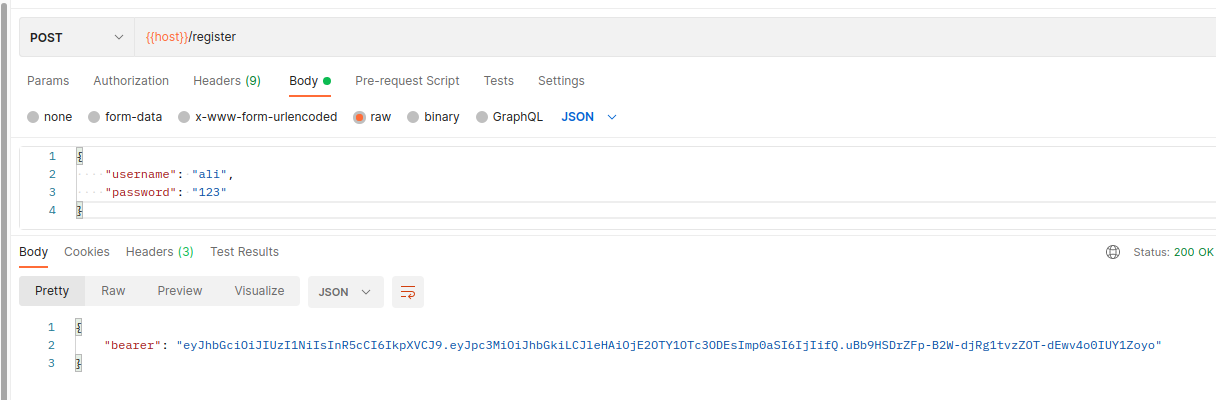 POST {{host}}/register
Params Authorization Headers (9) Body Pre-request Script Tests Settings
none form-data x-www-form-urlencoded raw binary GraphQL JSON
1 {
2 "username": "ali",
3 "password": "123"
4 }
Body Cookies Headers (3) Test Results Status: 200 OK
Pretty Raw Preview Visualize JSON
1 {
2 "bearer": "eyJhbGciOiJIUzI1NiIsInR5cCI6IkpXVCJ9.eyJpc3MiOiJhbGkiLCJleHAiOjE2OTY1OTc3ODEsImp0aSI6IjIifQ.uBb9HSDrZFp-B2W-djRg1tvzZOT-dEwv4o0IUY1Zoyo"
3 }